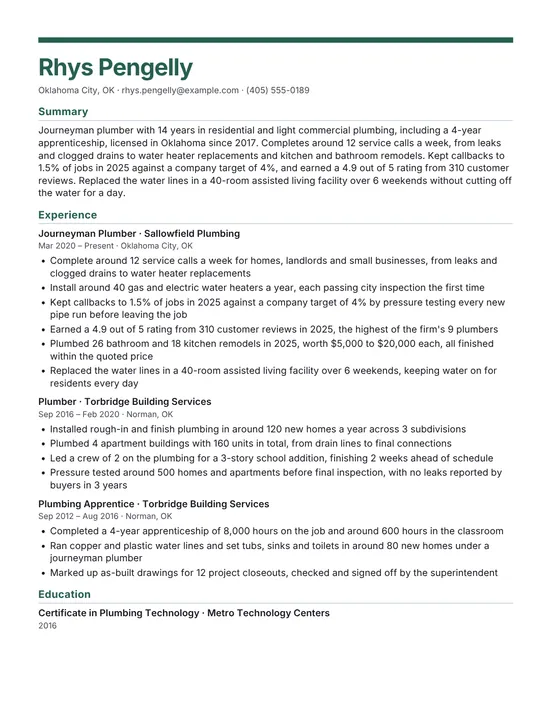 Rhys Pengelly
Oklahoma City, OK · rhys.pengelly@example.com · (405) 555-0189
Summary
Journeyman plumber with 14 years in residential and light commercial plumbing, including a 4-year
apprenticeship, licensed in Oklahoma since 2017. Completes around 12 service calls a week, from leaks
and clogged drains to water heater replacements and kitchen and bathroom remodels. Kept callbacks to
1.5% of jobs in 2025 against a company target of 4%, and earned a 4.9 out of 5 rating from 310 customer
reviews. Replaced the water lines in a 40-room assisted living facility over 6 weekends without cutting off
the water for a day.
Experience
Journeyman Plumber · Sallowfield Plumbing
Mar 2020 – Present · Oklahoma City, OK
• Complete around 12 service calls a week for homes, landlords and small businesses, from leaks and
clogged drains to water heater replacements
• Install around 40 gas and electric water heaters a year, each passing city inspection the first time
• Kept callbacks to 1.5% of jobs in 2025 against a company target of 4% by pressure testing every new
pipe run before leaving the job
• Earned a 4.9 out of 5 rating from 310 customer reviews in 2025, the highest of the firm's 9 plumbers
• Plumbed 26 bathroom and 18 kitchen remodels in 2025, worth $5,000 to $20,000 each, all finished
within the quoted price
• Replaced the water lines in a 40-room assisted living facility over 6 weekends, keeping water on for
residents every day
Plumber · Torbridge Building Services
Sep 2016 – Feb 2020 · Norman, OK
• Installed rough-in and finish plumbing in around 120 new homes a year across 3 subdivisions
• Plumbed 4 apartment buildings with 160 units in total, from drain lines to final connections
• Led a crew of 2 on the plumbing for a 3-story school addition, finishing 2 weeks ahead of schedule
• Pressure tested around 500 homes and apartments before final inspection, with no leaks reported by
buyers in 3 years
Plumbing Apprentice · Torbridge Building Services
Sep 2012 – Aug 2016 · Norman, OK
• Completed a 4-year apprenticeship of 8,000 hours on the job and around 600 hours in the classroom
• Ran copper and plastic water lines and set tubs, sinks and toilets in around 80 new homes under a
journeyman plumber
• Marked up as-built drawings for 12 project closeouts, checked and signed off by the superintendent
Education
Certificate in Plumbing Technology · Metro Technology Centers
2016